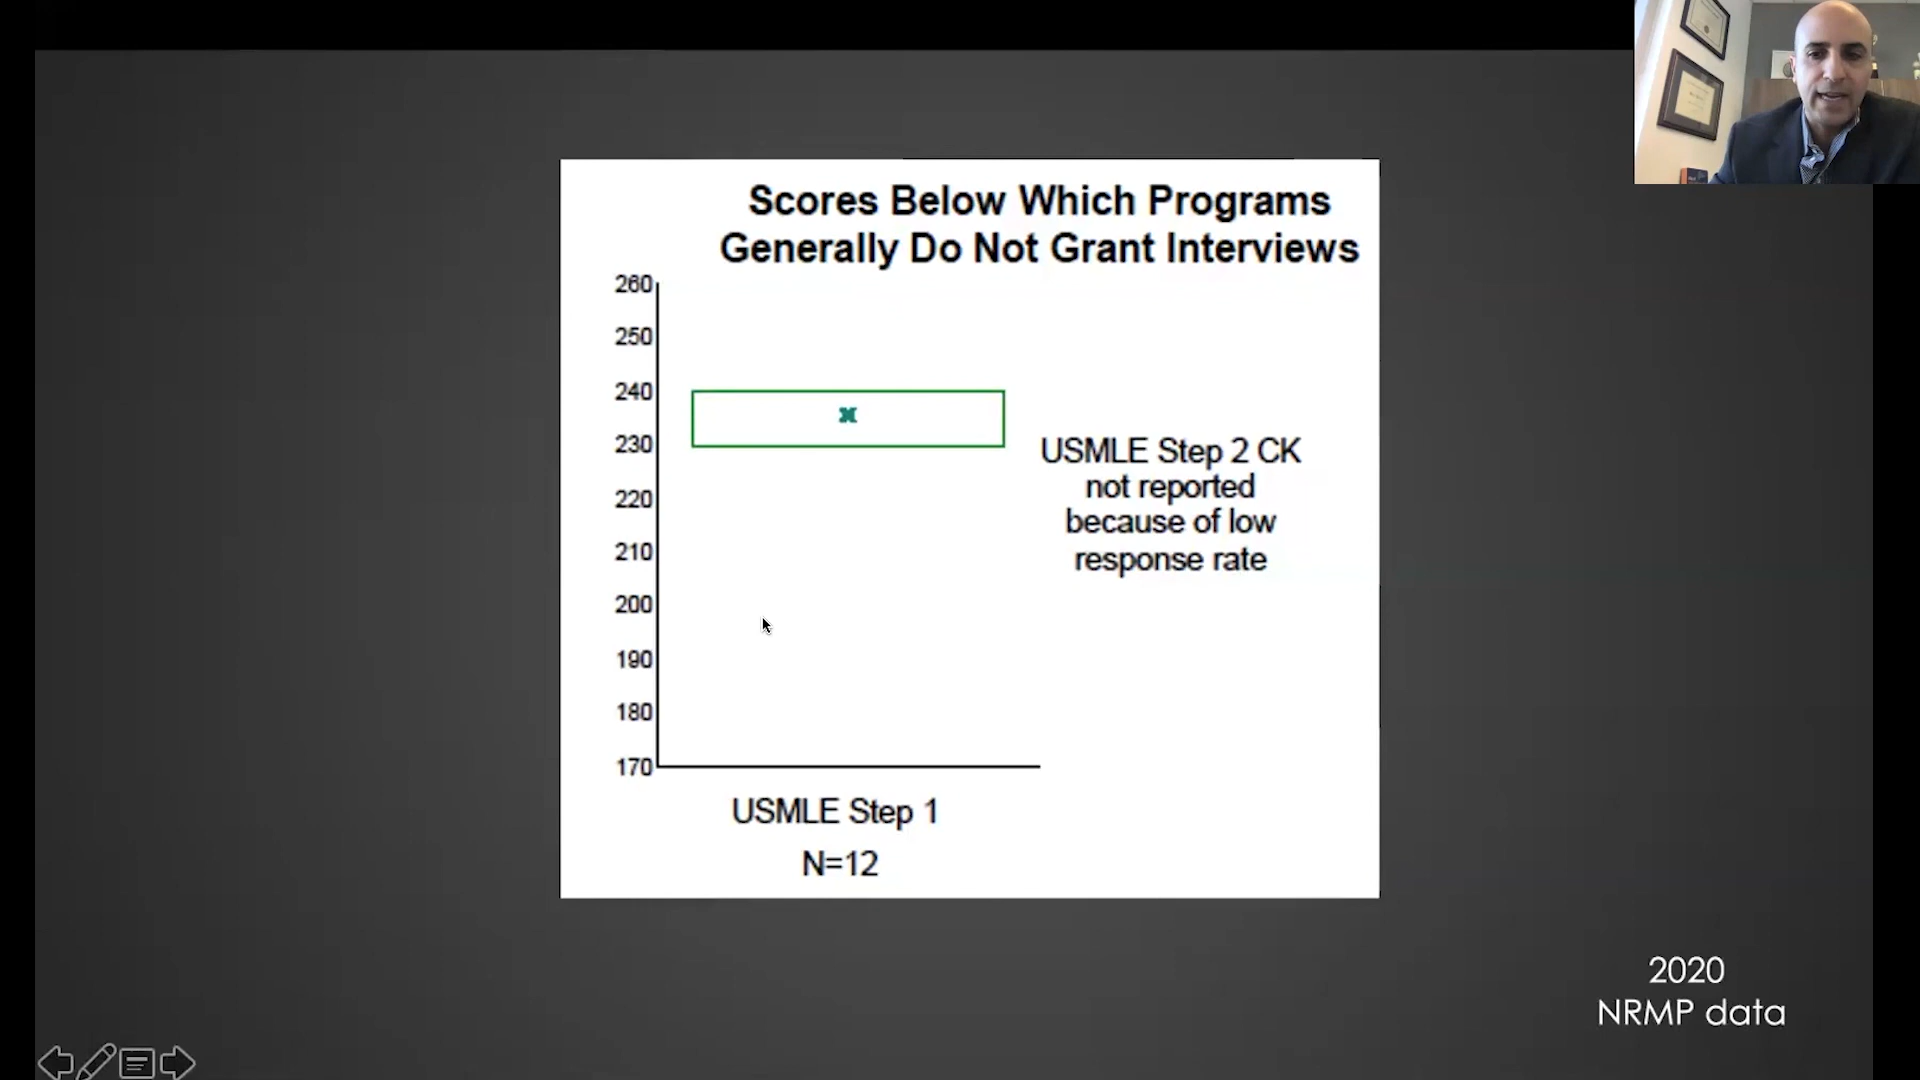 Scores Below Which Programs
Generally Do Not Grant Interviews
260
250
240
230
220
210
200
190
180
170
USMLE Step 1
N=12
USMLE Step 2 CK
not reported
because of low
response rate
2020
NRMP data